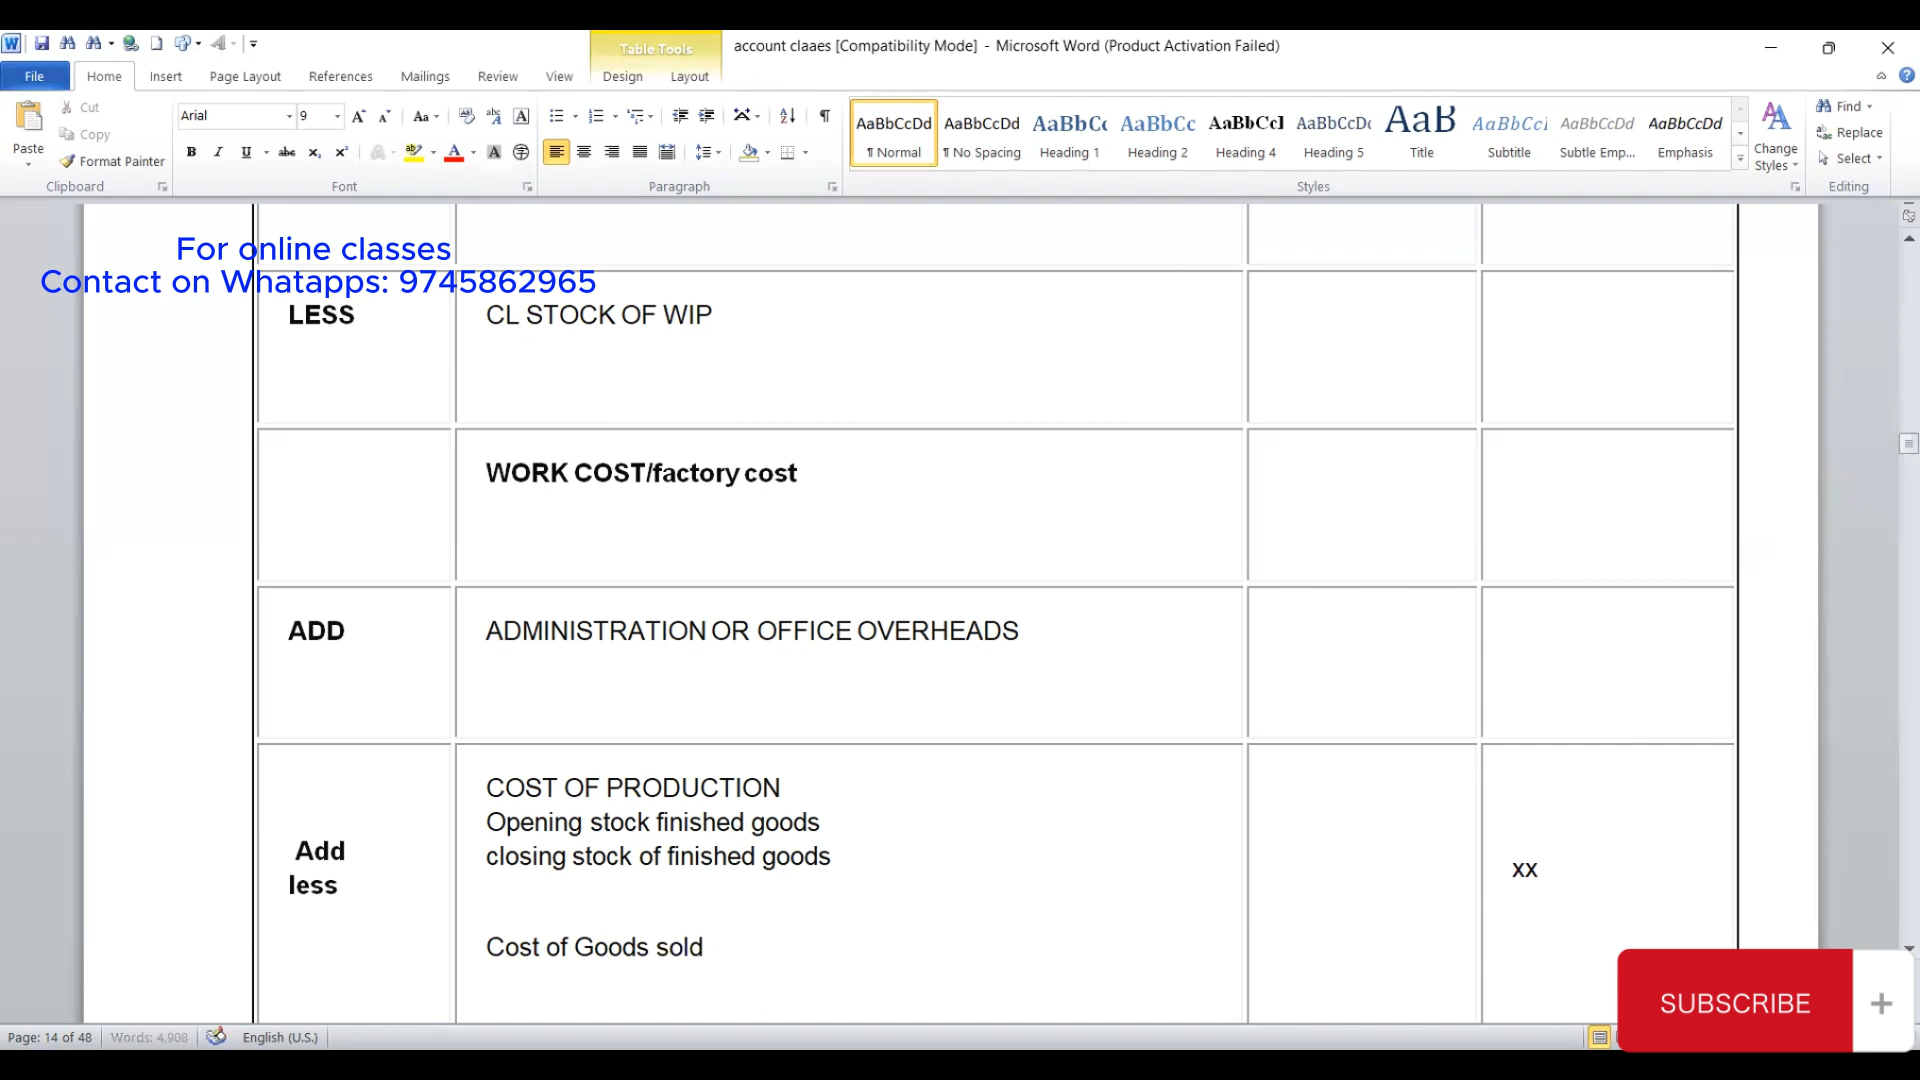 Table Tools
account claaes [Compatibility Mode] - Microsoft Word (Product Activation Failed)
File Home Insert Page Layout References Mailings Review View Design Layout
Paste
Cut
Copy
Format Painter
Clipboard
Arial 9
Font
Paragraph
AaBbCcDd AaBbCcDd AaBbC AaBbCc AaBbCcI AaBbCcDc AaB AaBbCcI AaBbCcDd AaBbCcDd
¶ Normal ¶ No Spacing Heading 1 Heading 2 Heading 4 Heading 5 Title Subtitle Subtle Emp... Emphasis
Change Styles
Styles
Find
Replace
Select
Editing
For online classes
Contact on Whatapps: 9745862965
LESS CL STOCK OF WIP
WORK COST/factory cost
ADD ADMINISTRATION OR OFFICE OVERHEADS
COST OF PRODUCTION
Opening stock finished goods
Add
closing stock of finished goods
xx
less
Cost of Goods sold
SUBSCRIBE +
Page: 14 of 48 Words: 4,908 English (U.S.)